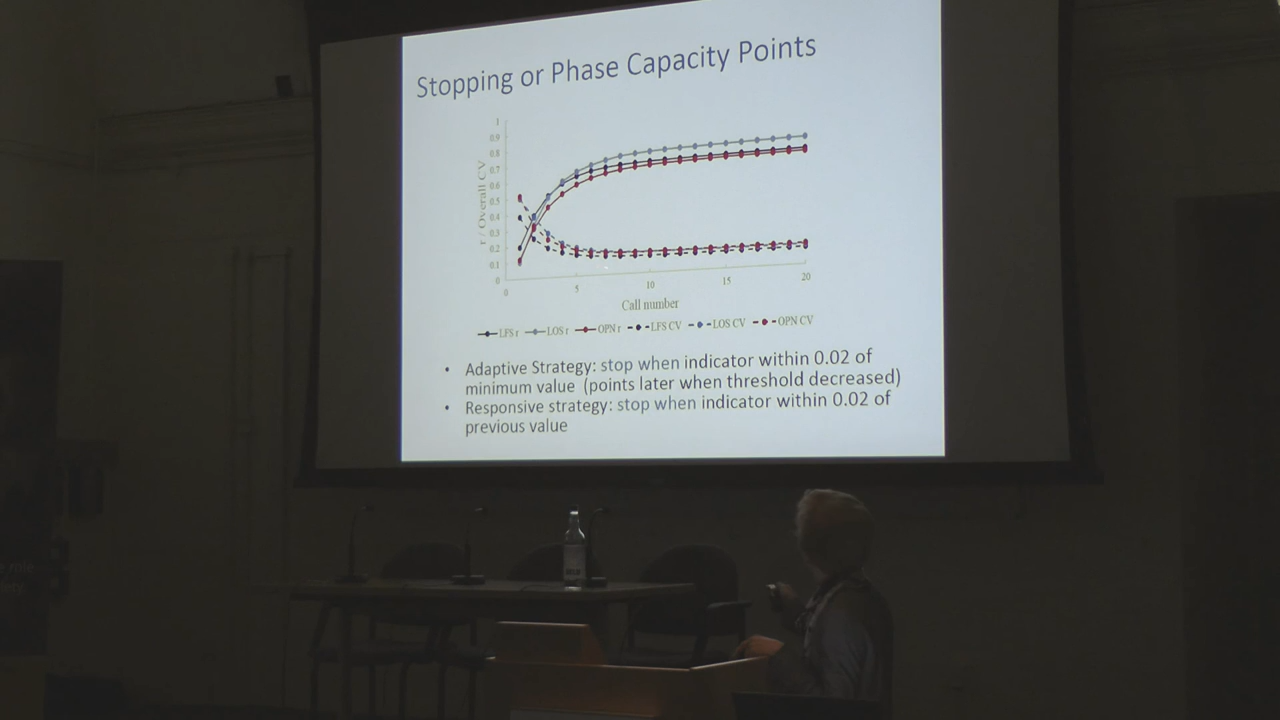 Stopping or Phase Capacity Points
1
0.9
0.8
0.7
0.6
0.5
0.4
0.3
0.2
0.1
0
r / Overall CV
0 5 10 15 20
Call number
LFS r LOS r OPN r LFS CV LOS CV OPN CV
• Adaptive Strategy: stop when indicator within 0.02 of
minimum value (points later when threshold decreased)
• Responsive strategy: stop when indicator within 0.02 of
previous value
role